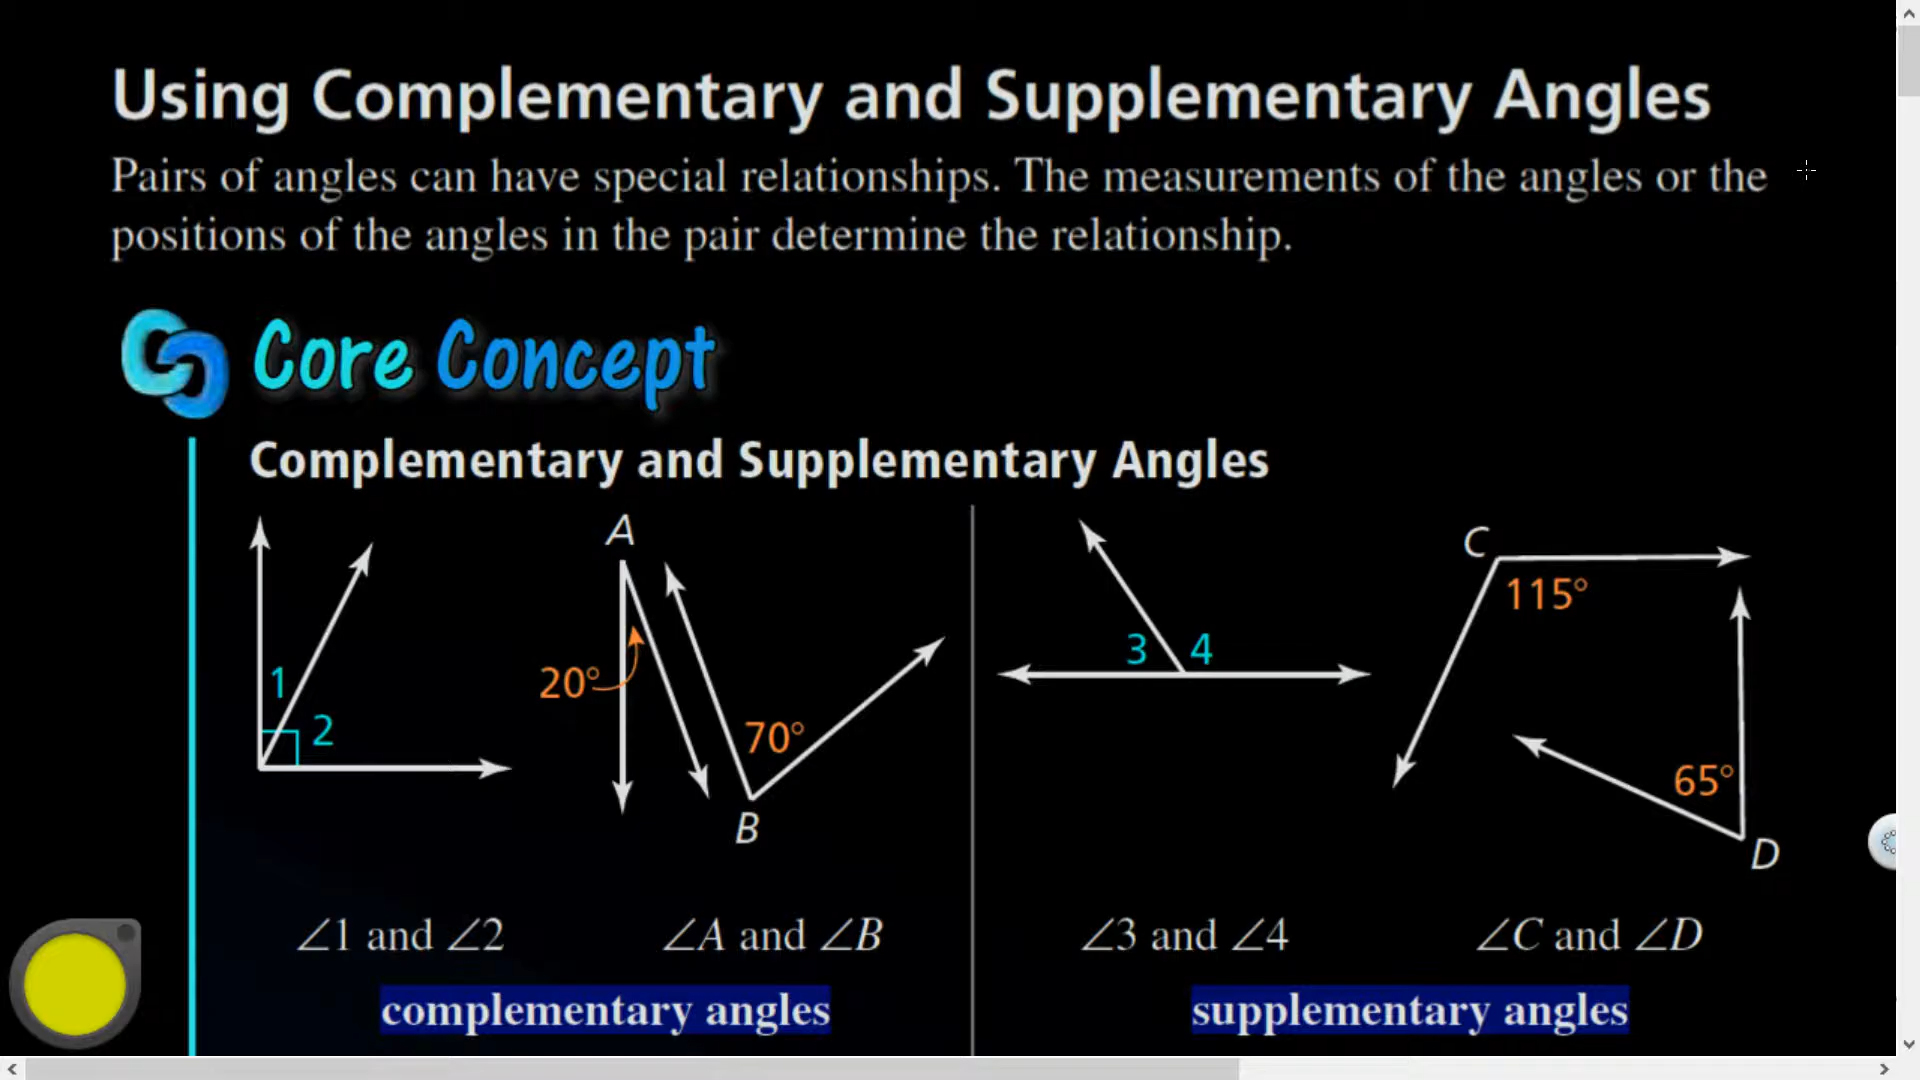 Using Complementary and Supplementary Angles
Pairs of angles can have special relationships. The measurements of the angles or the
positions of the angles in the pair determine the relationship.
Core Concept
Complementary and Supplementary Angles
1
2
A
20°
70°
B
3 4
C
115°
65°
D
∠1 and ∠2
∠A and ∠B
complementary angles
∠3 and ∠4
∠C and ∠D
supplementary angles